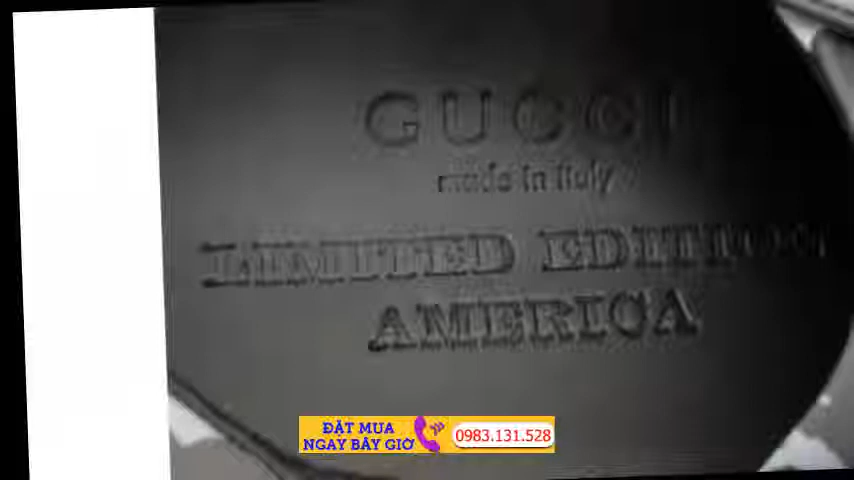 GUCCI
made in Italy
LIMITED EDITION
AMERICA
ĐẶT MUA
NGAY BÂY GIỜ
0983.131.528